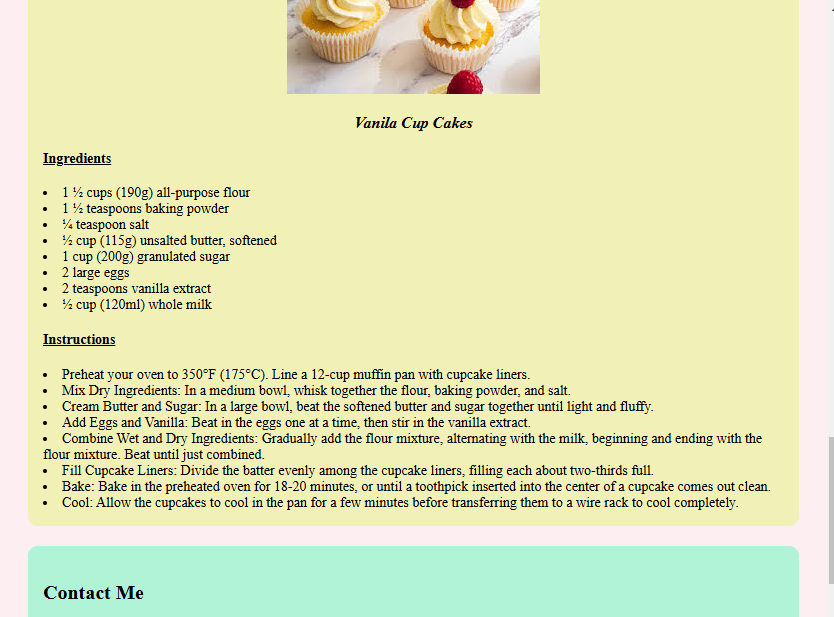 Vanila Cup Cakes
Ingredients
• 1 ½ cups (190g) all-purpose flour
• 1 ½ teaspoons baking powder
• ¼ teaspoon salt
• ½ cup (115g) unsalted butter, softened
• 1 cup (200g) granulated sugar
• 2 large eggs
• 2 teaspoons vanilla extract
• ½ cup (120ml) whole milk
Instructions
• Preheat your oven to 350°F (175°C). Line a 12-cup muffin pan with cupcake liners.
• Mix Dry Ingredients: In a medium bowl, whisk together the flour, baking powder, and salt.
• Cream Butter and Sugar: In a large bowl, beat the softened butter and sugar together until light and fluffy.
• Add Eggs and Vanilla: Beat in the eggs one at a time, then stir in the vanilla extract.
• Combine Wet and Dry Ingredients: Gradually add the flour mixture, alternating with the milk, beginning and ending with the
flour mixture. Beat until just combined.
• Fill Cupcake Liners: Divide the batter evenly among the cupcake liners, filling each about two-thirds full.
• Bake: Bake in the preheated oven for 18-20 minutes, or until a toothpick inserted into the center of a cupcake comes out clean.
• Cool: Allow the cupcakes to cool in the pan for a few minutes before transferring them to a wire rack to cool completely.
Contact Me